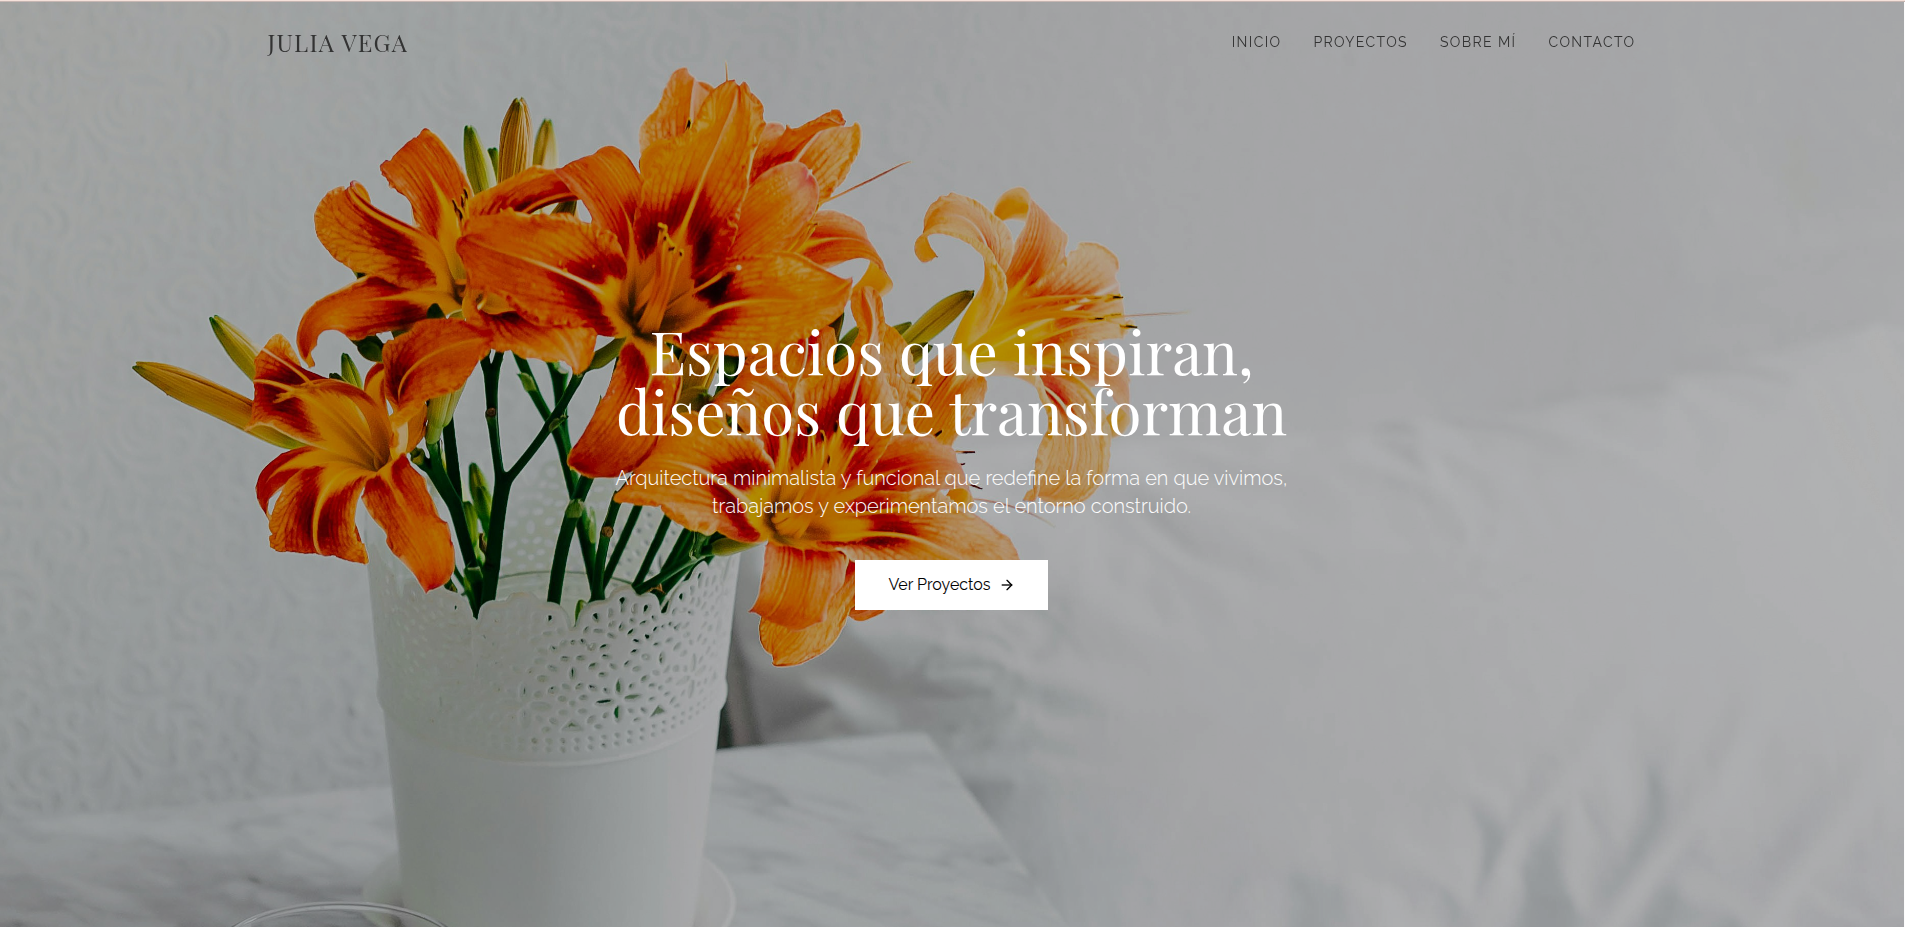 JULIA VEGA
INICIO PROYECTOS SOBRE MÍ CONTACTO
Espacios que inspiran,
diseños que transforman
Arquitectura minimalista y funcional que redefine la forma en que vivimos,
trabajamos y experimentamos el entorno construido.
Ver Proyectos →